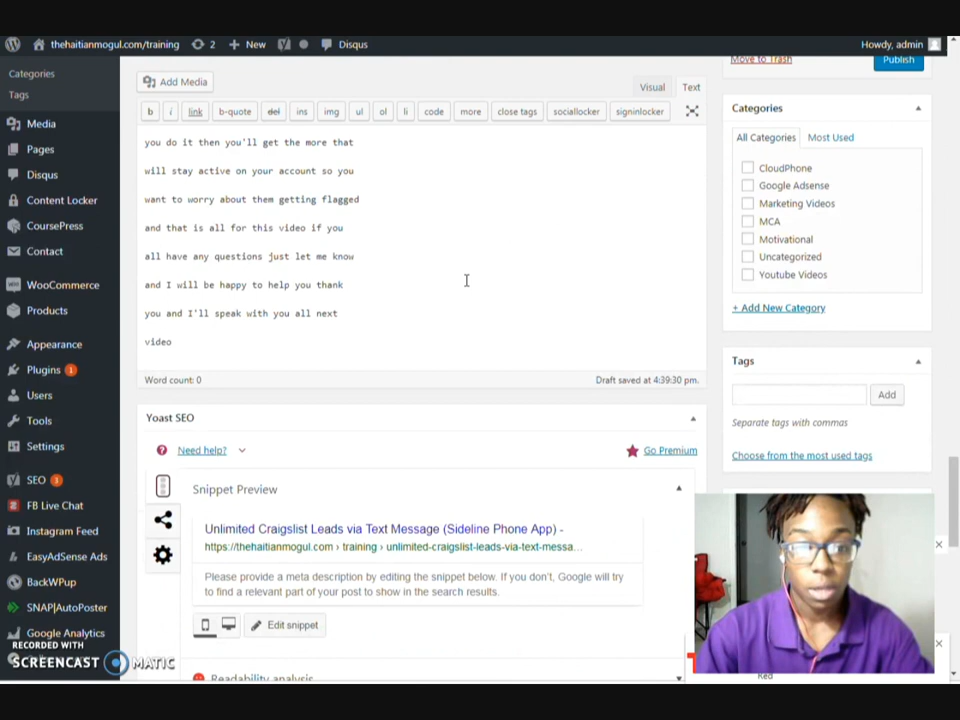 thehaitianmogul.com/training 2 New Disqus Howdy, admin
Categories
Tags
Media
Pages
Disqus
Content Locker
CoursePress
Contact
WooCommerce
Products
Appearance
Plugins 1
Users
Tools
Settings
SEO 3
FB Live Chat
Instagram Feed
EasyAdSense Ads
BackWPup
SNAP|AutoPoster
Google Analytics
RECORDED WITH
SCREENCAST MATIC
Add Media
Visual Text
b i link b-quote del ins img ul ol li code more close tags sociallocker signinlocker
you do it then you'll get the more that
will stay active on your account so you
want to worry about them getting flagged
and that is all for this video if you
all have any questions just let me know
and I will be happy to help you thank
you and I'll speak with you all next
video
Word count: 0 Draft saved at 4:39:30 pm.
Yoast SEO
Need help? Go Premium
Snippet Preview
Unlimited Craigslist Leads via Text Message (Sideline Phone App) -
https://thehaitianmogul.com › training › unlimited-craigslist-leads-via-text-messa...
Please provide a meta description by editing the snippet below. If you don't, Google will try
to find a relevant part of your post to show in the search results.
Edit snippet
Readability analysis
Move to Trash Publish
Categories
All Categories Most Used
CloudPhone
Google Adsense
Marketing Videos
MCA
Motivational
Uncategorized
Youtube Videos
+ Add New Category
Tags
Add
Separate tags with commas
Choose from the most used tags
Red